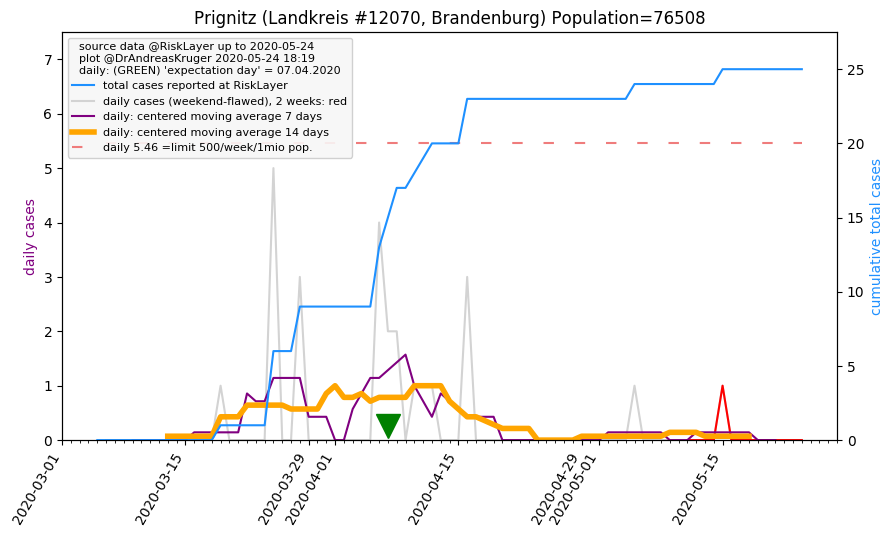 Prignitz (Landkreis #12070, Brandenburg) Population=76508
source data @RiskLayer up to 2020-05-24
plot @DrAndreasKruger 2020-05-24 18:19
daily: (GREEN) 'expectation day' = 07.04.2020
total cases reported at RiskLayer
daily cases (weekend-flawed), 2 weeks: red
daily: centered moving average 7 days
daily: centered moving average 14 days
daily 5.46 =limit 500/week/1mio pop.
daily cases
7
6
5
4
3
2
1
0
cumulative total cases
25
20
15
10
5
0
2020-03-01
2020-03-15
2020-03-29
2020-04-01
2020-04-15
2020-04-29
2020-05-01
2020-05-15